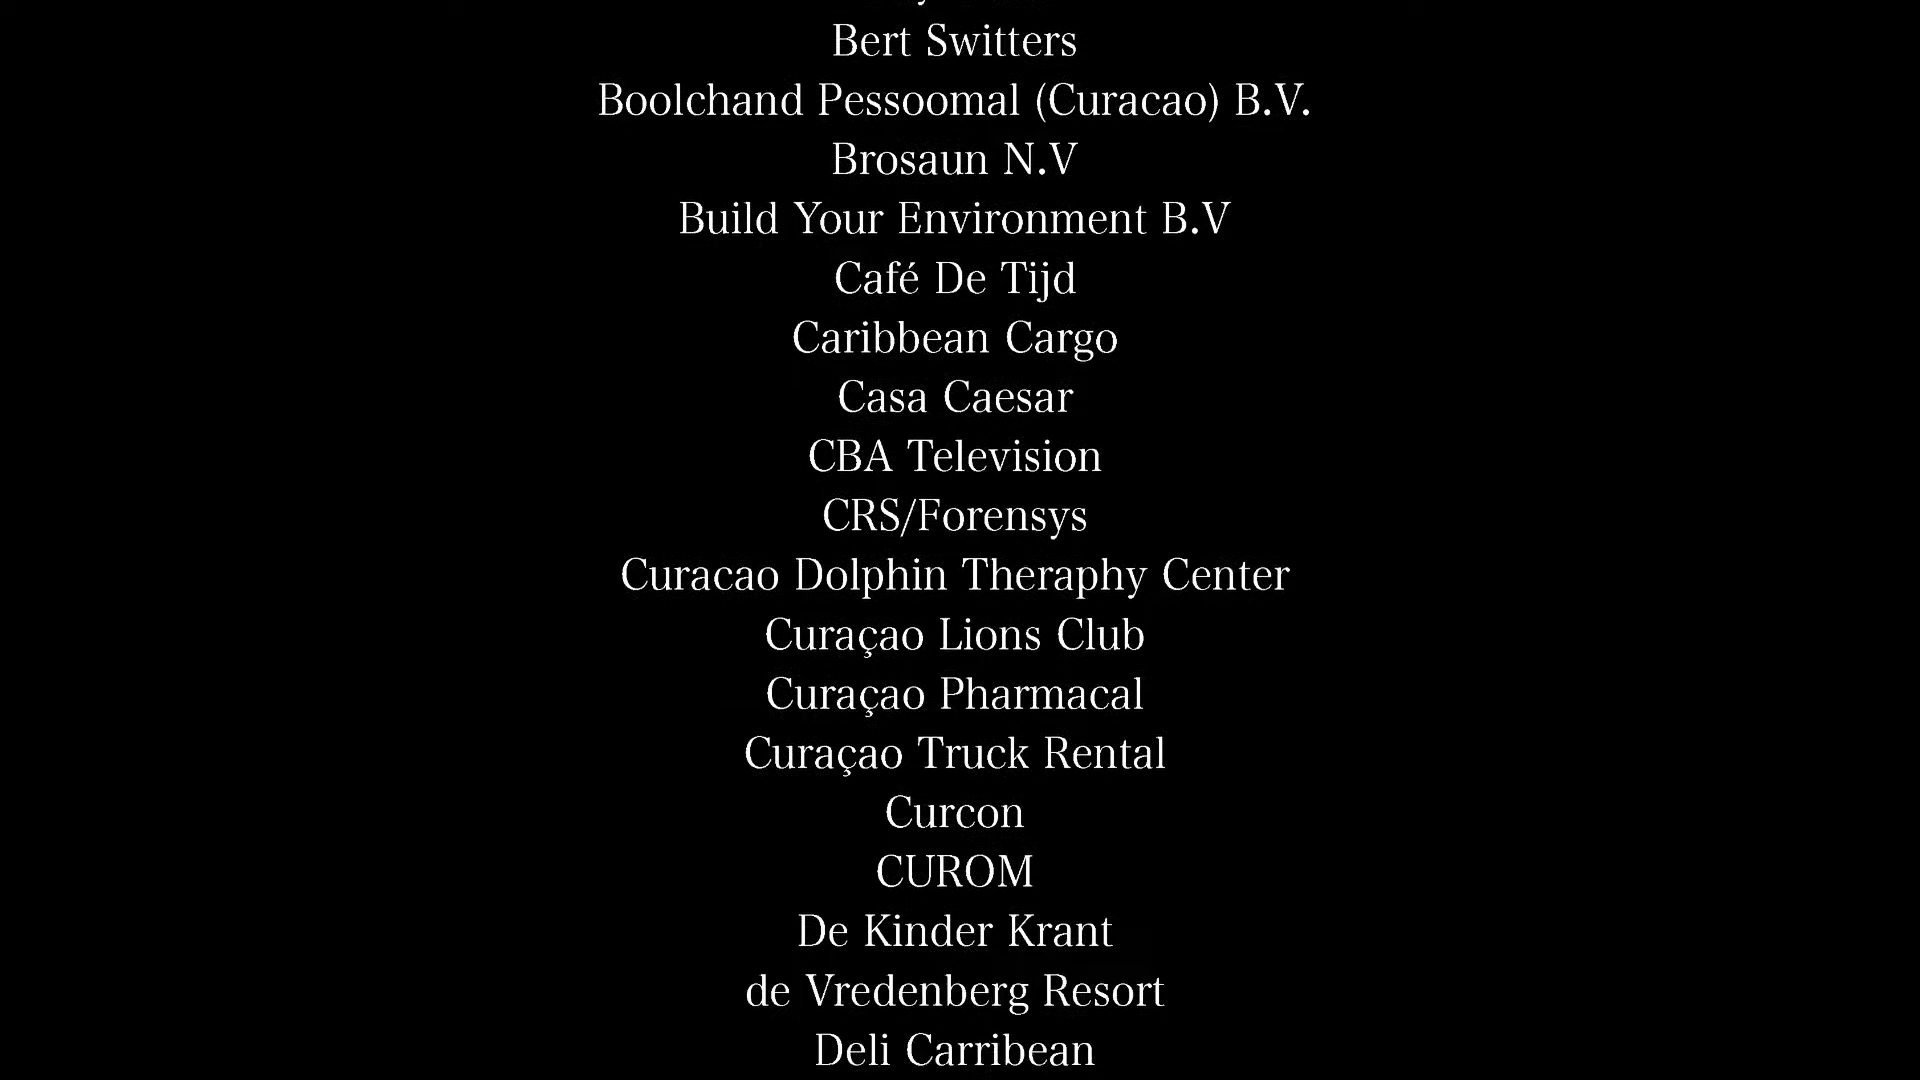 Bert Switters
Boolchand Pessoomal (Curacao) B.V.
Brosaun N.V
Build Your Environment B.V
Café De Tijd
Caribbean Cargo
Casa Caesar
CBA Television
CRS/Forensys
Curacao Dolphin Theraphy Center
Curaçao Lions Club
Curaçao Pharmacal
Curaçao Truck Rental
Curcon
CUROM
De Kinder Krant
de Vredenberg Resort
Deli Carribean